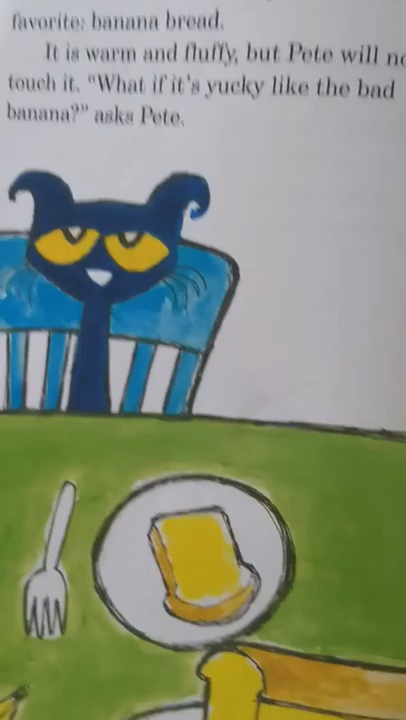 favorite: banana bread.
It is warm and fluffy, but Pete will
touch it. "What if it's yucky like the bad
banana?" asks Pete.